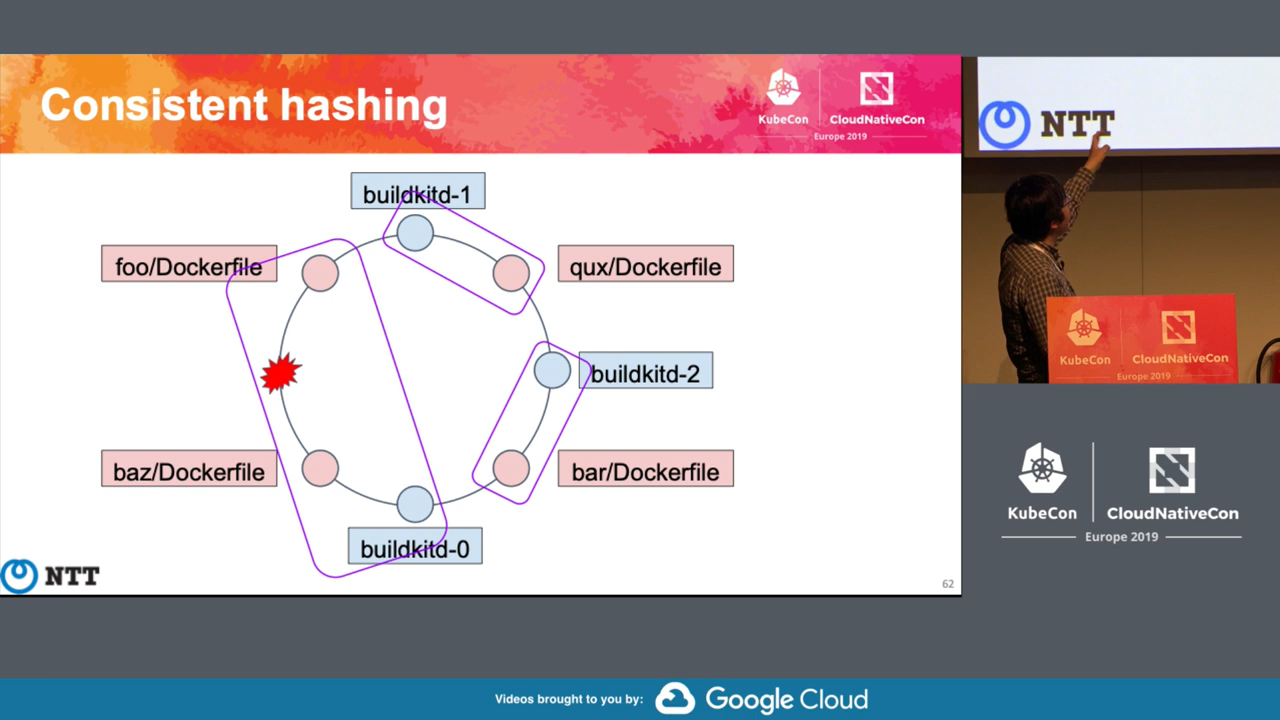 Consistent hashing
KubeCon
CloudNativeCon
Europe 2019
NTT
buildkitd-1
foo/Dockerfile
qux/Dockerfile
buildkitd-2
baz/Dockerfile
bar/Dockerfile
buildkitd-0
NTT
62
KubeCon
CloudNativeCon
Europe 2019
KubeCon
CloudNativeCon
Europe 2019
Videos brought to you by:
Google Cloud